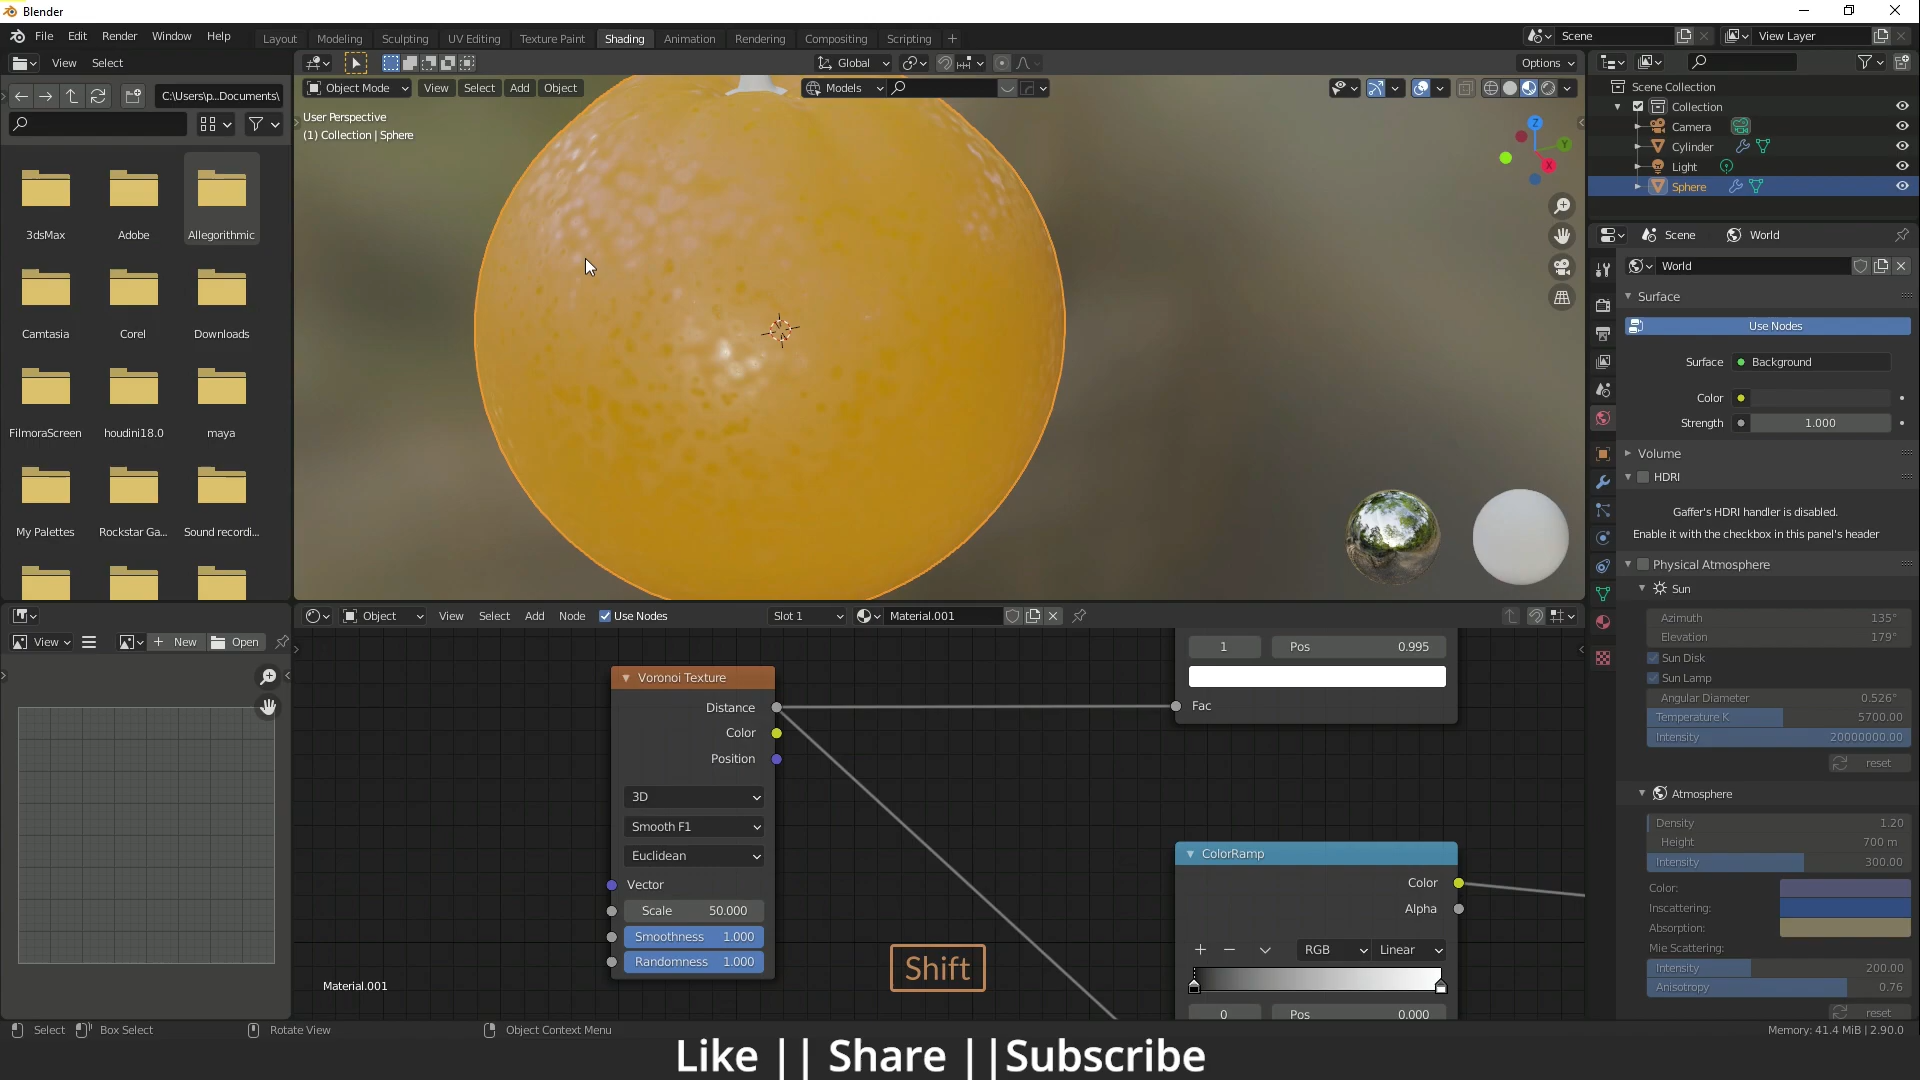 Blender
File Edit Render Window Help
Layout Modeling Sculpting UV Editing Texture Paint Shading Animation Rendering Compositing Scripting +
Scene
View Layer
View Select
Global
Options
C:\Users\p...Documents\
Object Mode View Select Add Object
Models
User Perspective
(1) Collection | Sphere
Z
Y
X
Scene Collection
Collection
Camera
Cylinder
Light
Sphere
3dsMax Adobe Allegorithmic
Camtasia Corel Downloads
FilmoraScreen houdini18.0 maya
My Palettes Rockstar Ga... Sound recordi...
Scene World
World
Surface
Use Nodes
Surface Background
Color
Strength 1.000
Volume
HDRI
Gaffer's HDRI handler is disabled.
Enable it with the checkbox in this panel's header
Physical Atmosphere
Sun
Azimuth 135°
Elevation 179°
Sun Disk
Sun Lamp
Angular Diameter 0.526°
Temperature K 5700.00
Intensity 20000000.00
reset
Atmosphere
Density 1.20
Height 700 m
Intensity 300.00
Color:
Inscattering:
Absorption:
Mie Scattering:
Intensity 200.00
Anisotropy 0.76
reset
View New Open
Object View Select Add Node Use Nodes Slot 1 Material.001
Voronoi Texture
Distance
Color
Position
3D
Smooth F1
Euclidean
Vector
Scale 50.000
Smoothness 1.000
Randomness 1.000
1 Pos 0.995
Fac
ColorRamp
Color
Alpha
RGB Linear
0 Pos 0.000
Shift
Material.001
Select Box Select Rotate View Object Context Menu
Memory: 41.4 MiB | 2.90.0
Like || Share ||Subscribe